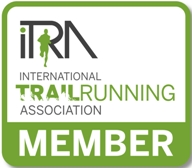 iTRA
INTERNATIONAL
TRAILRUNNING
ASSOCIATION
MEMBER